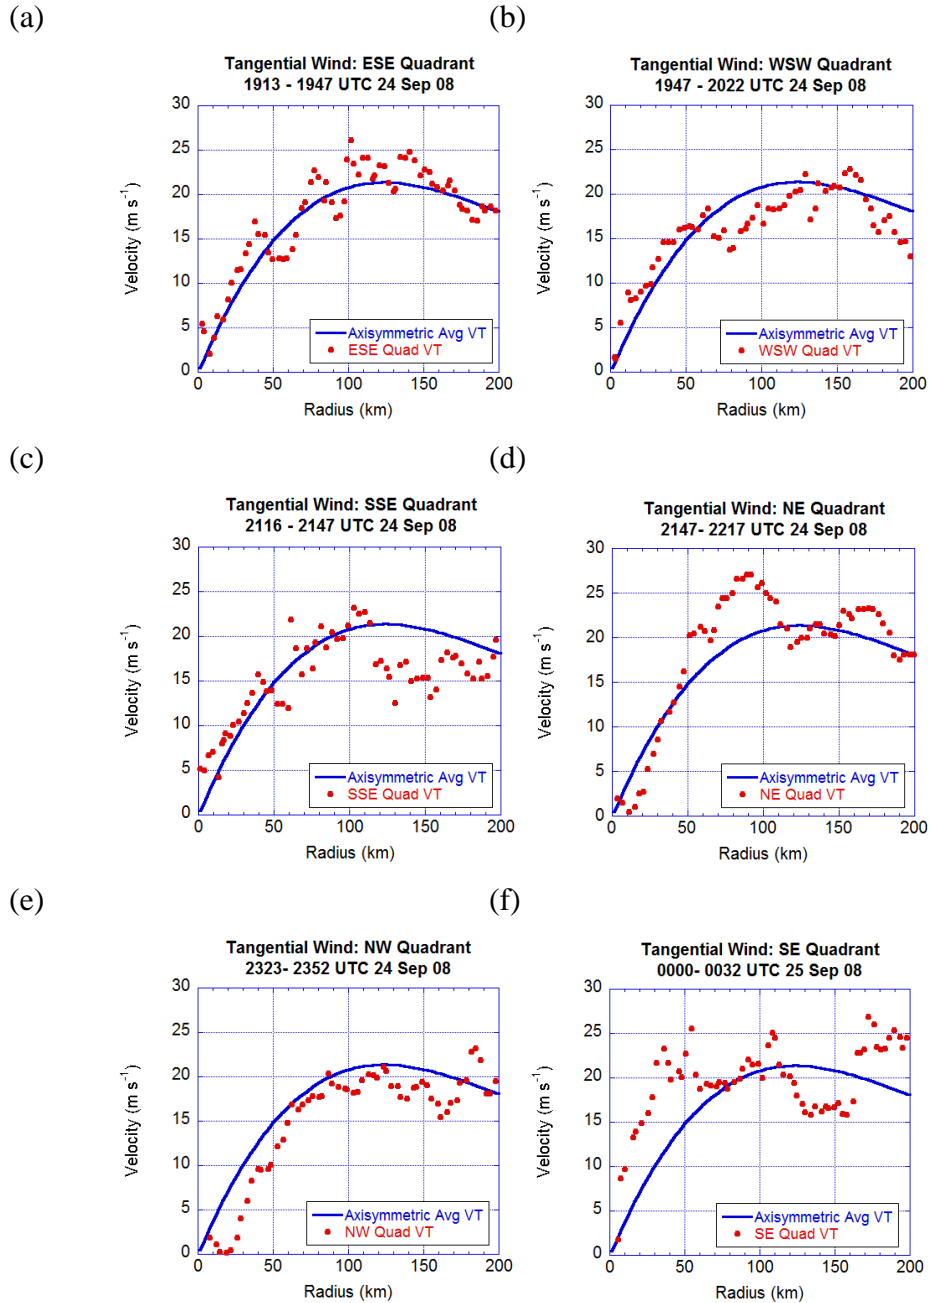 (a)
Tangential Wind: ESE Quadrant
1913 - 1947 UTC 24 Sep 08
30
25
20
15
10
5
0
Velocity (m s⁻¹)
Axisymmetric Avg VT
ESE Quad VT
0 50 100 150 200
Radius (km)
(b)
Tangential Wind: WSW Quadrant
1947 - 2022 UTC 24 Sep 08
30
25
20
15
10
5
0
Velocity (m s⁻¹)
Axisymmetric Avg VT
WSW Quad VT
0 50 100 150 200
Radius (km)
(c)
Tangential Wind: SSE Quadrant
2116 - 2147 UTC 24 Sep 08
30
25
20
15
10
5
0
Velocity (m s⁻¹)
Axisymmetric Avg VT
SSE Quad VT
0 50 100 150 200
Radius (km)
(d)
Tangential Wind: NE Quadrant
2147- 2217 UTC 24 Sep 08
30
25
20
15
10
5
0
Velocity (m s⁻¹)
Axisymmetric Avg VT
NE Quad VT
0 50 100 150 200
Radius (km)
(e)
Tangential Wind: NW Quadrant
2323- 2352 UTC 24 Sep 08
30
25
20
15
10
5
0
Velocity (m s⁻¹)
Axisymmetric Avg VT
NW Quad VT
0 50 100 150 200
Radius (km)
(f)
Tangential Wind: SE Quadrant
0000- 0032 UTC 25 Sep 08
30
25
20
15
10
5
0
Velocity (m s⁻¹)
Axisymmetric Avg VT
SE Quad VT
0 50 100 150 200
Radius (km)